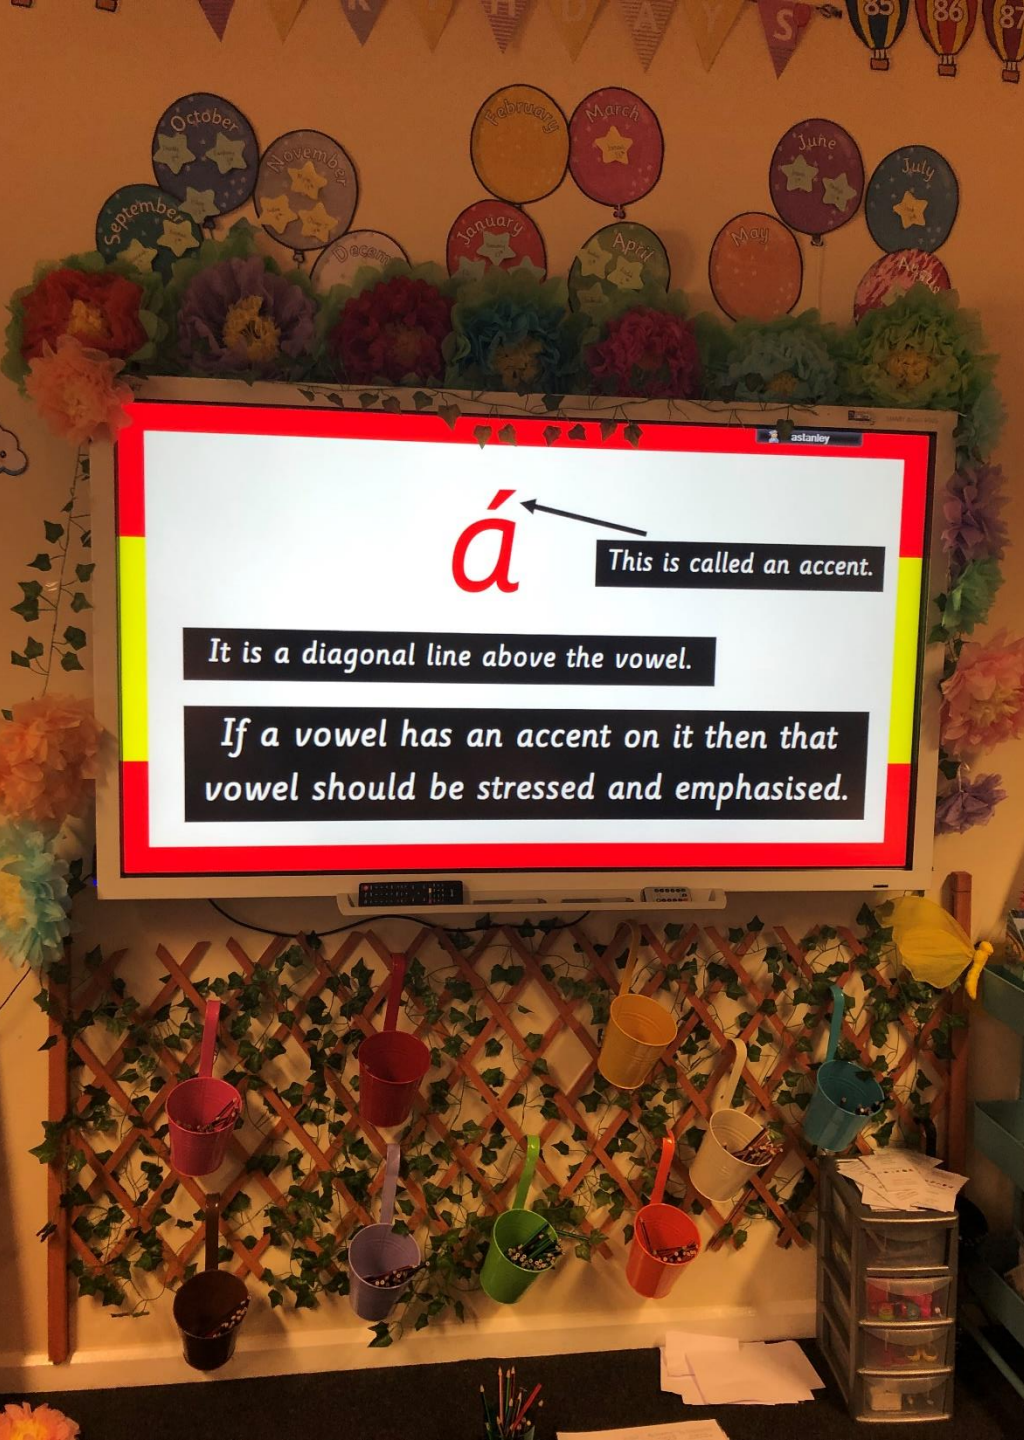 BIRTHDAYS
85 86 87
October
November
September
February
March
January
April
June
July
May
astanley
á
This is called an accent.
It is a diagonal line above the vowel.
If a vowel has an accent on it then that
vowel should be stressed and emphasised.